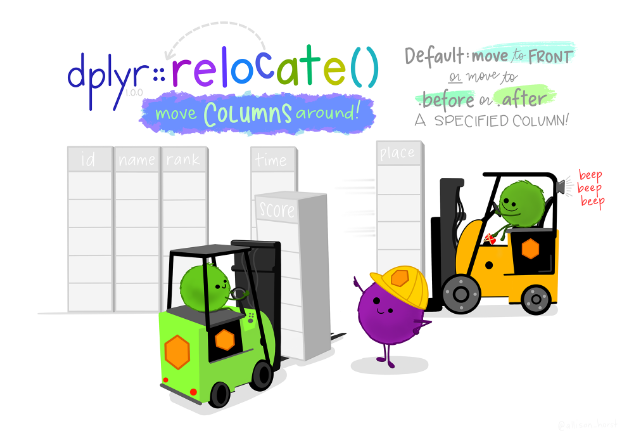 dplyr::relocate()
1.0.0
move COLUMNS around!
Default: move to FRONT
or move to
.before or .after
A SPECIFIED COLUMN!
id name rank time place
score
beep
beep
beep